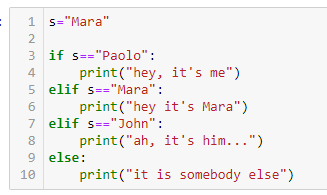 1 s="Mara"
2
3 if s=="Paolo":
4     print("hey, it's me")
5 elif s=="Mara":
6     print("hey it's Mara")
7 elif s=="John":
8     print("ah, it's him...")
9 else:
10     print("it is somebody else")